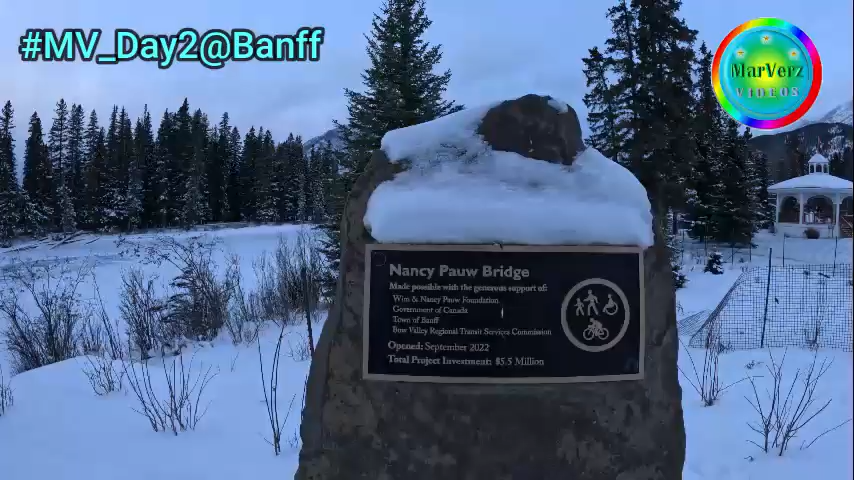 #MV_Day2@Banff
MarVerz
VIDEOS
Nancy Pauw Bridge
Made possible with the generous support of:
Wim & Nancy Pauw Foundation
Government of Canada
Town of Banff
Bow Valley Regional Transit Services Commission
Opened: September 2022
Total Project Investment: $5.5 Million